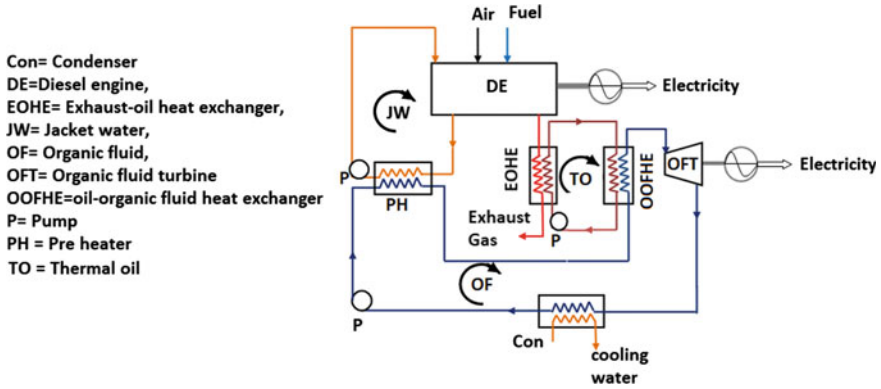 Con= Condenser
DE=Diesel engine,
EOHE= Exhaust-oil heat exchanger,
JW= Jacket water,
OF= Organic fluid,
OFT= Organic fluid turbine
OOFHE=oil-organic fluid heat exchanger
P= Pump
PH = Pre heater
TO = Thermal oil
Air
Fuel
DE
Electricity
JW
EOHE
TO
OOFHE
OFT
Electricity
P
PH
Exhaust
Gas
P
OF
P
Con
cooling
water